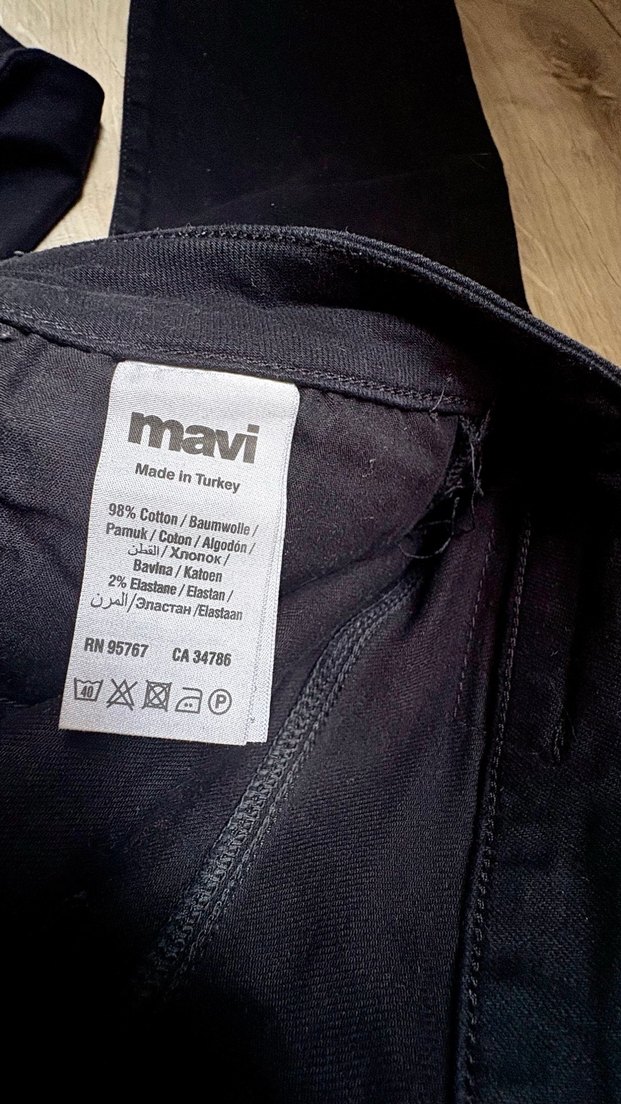 mavi
Made in Turkey
98% Cotton / Baumwolle /
Pamuk / Coton / Algodón /
القطن / Хлопок /
Bavlna / Katoen
2% Elastane / Elastan /
المرن/Эластан /Elastaan
RN 95767 CA 34786
40 P